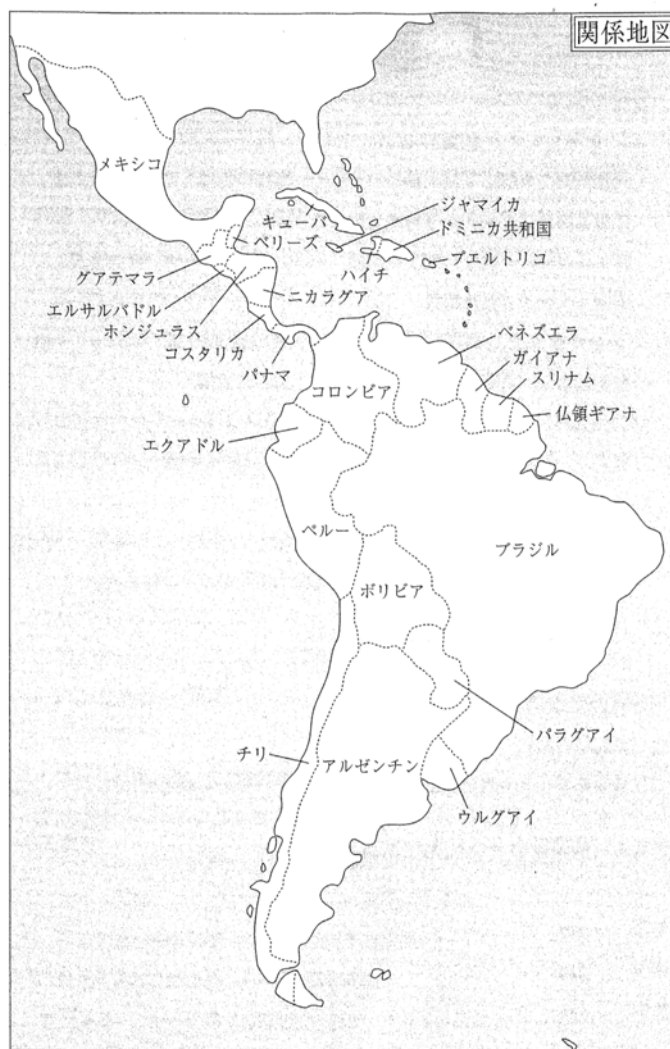 関係地図
メキシコ
キューバ
ジャマイカ
ドミニカ共和国
ベリーズ
プエルトリコ
ハイチ
グアテマラ
エルサルバドル
ニカラグア
ホンジュラス
コスタリカ
パナマ
ベネズエラ
ガイアナ
スリナム
コロンビア
仏領ギアナ
エクアドル
ペルー
ブラジル
ボリビア
パラグアイ
チリ
アルゼンチン
ウルグアイ